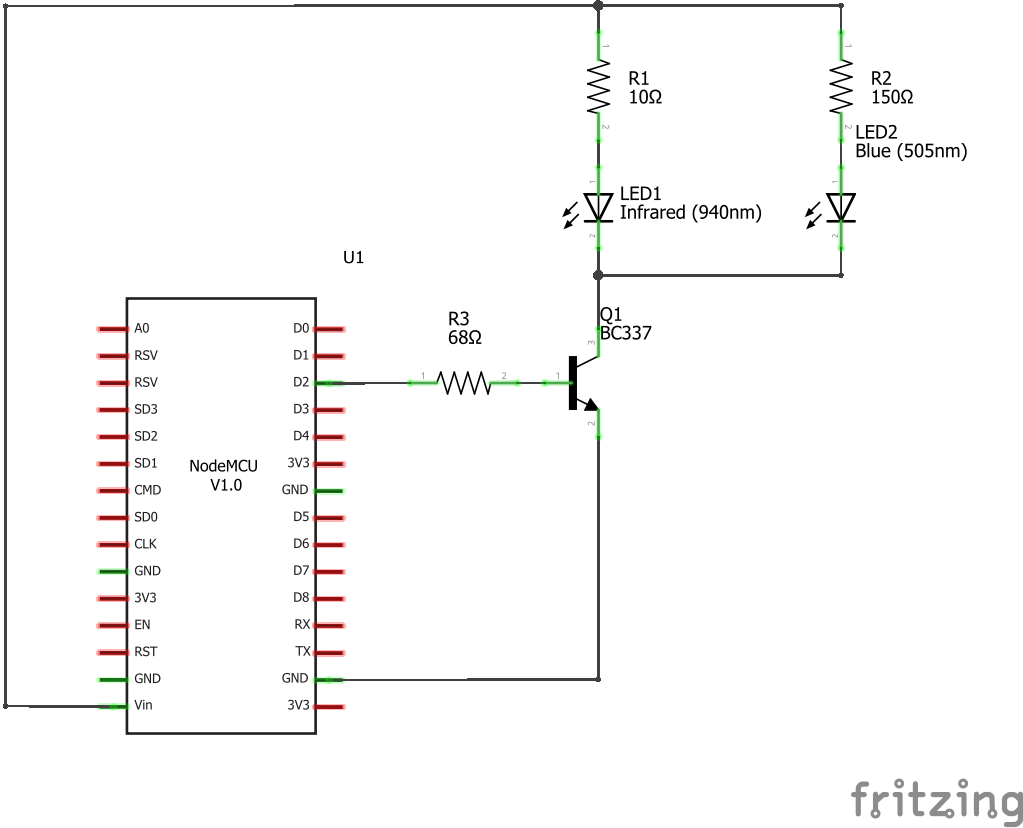 1
1
R1
10Ω
R2
150Ω
2
2
LED2
Blue (505nm)
1
1
LED1
Infrared (940nm)
2
2
U1
Q1
BC337
R3
68Ω
3
1
2
1
2
A0
RSV
RSV
SD3
SD2
SD1
CMD
SD0
CLK
GND
3V3
EN
RST
GND
Vin
NodeMCU
V1.0
D0
D1
D2
D3
D4
3V3
GND
D5
D6
D7
D8
RX
TX
GND
3V3
fritzing